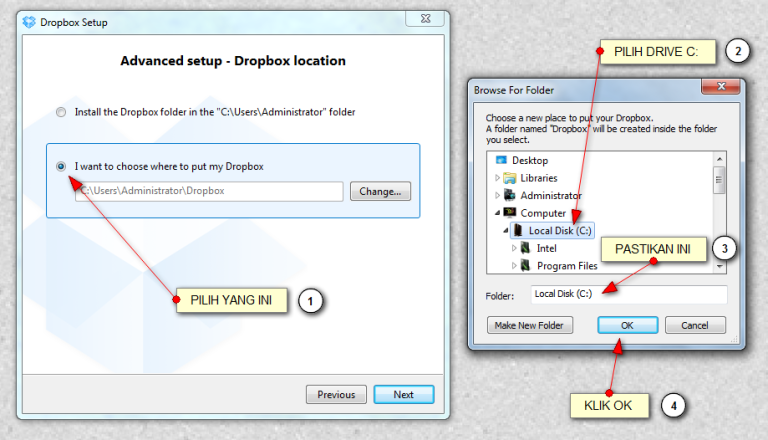 Dropbox Setup
Advanced setup - Dropbox location
Install the Dropbox folder in the "C:\Users\Administrator" folder
I want to choose where to put my Dropbox
C:\Users\Administrator\Dropbox
Change...
PILIH YANG INI
1
Previous
Next
PILIH DRIVE C:
2
Browse For Folder
Choose a new place to put your Dropbox.
A folder named "Dropbox" will be created inside the folder
you select.
Desktop
Libraries
Administrator
Computer
Local Disk (C:)
Intel
Program Files
PASTIKAN INI
3
Folder:
Local Disk (C:)
Make New Folder
OK
Cancel
KLIK OK
4